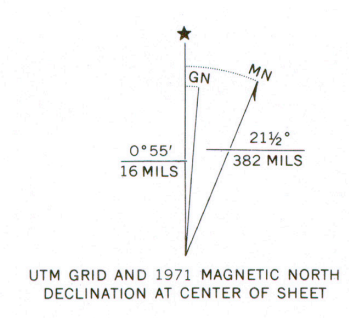 ★
GN
MN
0°55′
16 MILS
21½°
382 MILS
UTM GRID AND 1971 MAGNETIC NORTH
DECLINATION AT CENTER OF SHEET